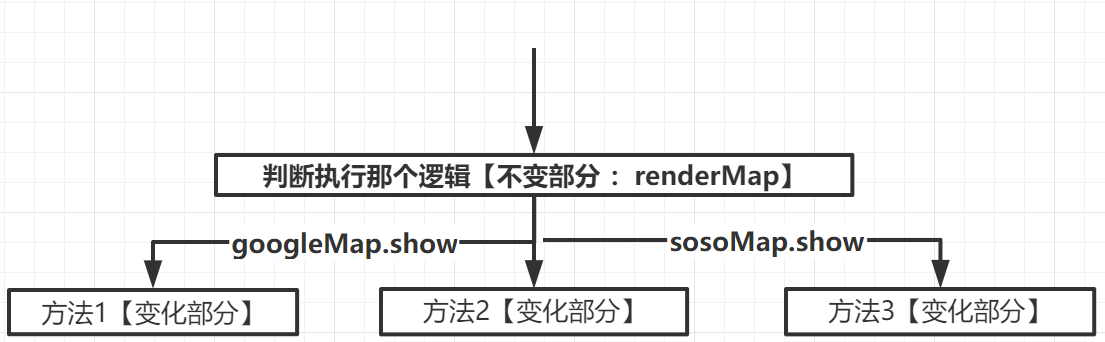 判断执行那个逻辑【不变部分： renderMap】
googleMap.show
sosoMap.show
方法1【变化部分】
方法2【变化部分】
方法3【变化部分】